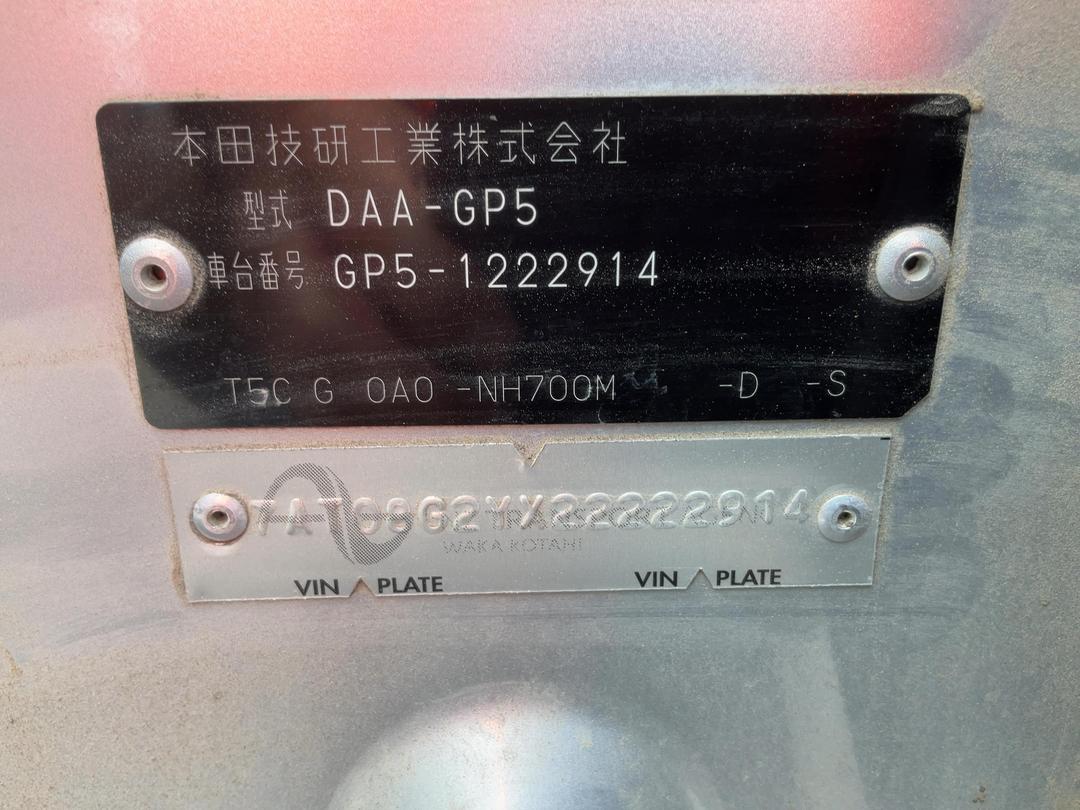 本田技研工業株式会社
型式 DAA-GP5
車台番号 GP5-1222914
T5C G 0A0 -NH700M -D -S
7AT08G2YX22222914
WAKA KOTAHI
VIN PLATE VIN PLATE